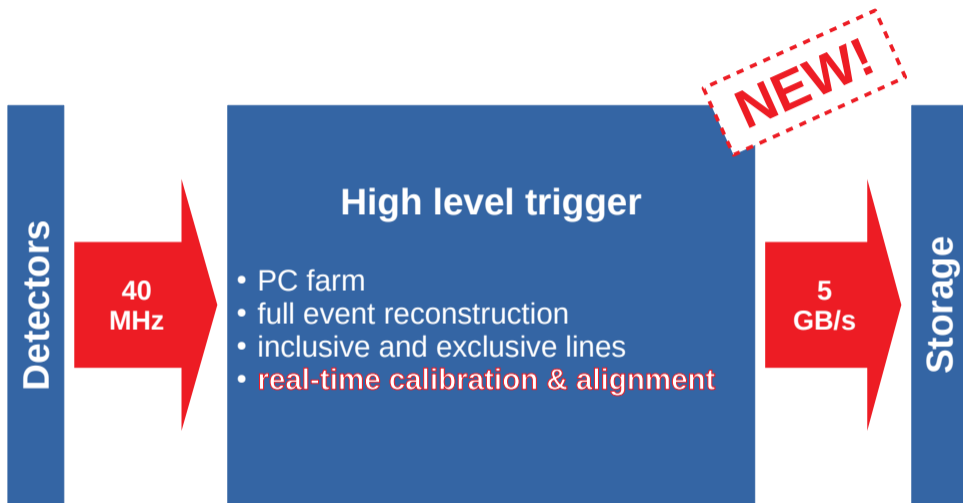 NEW!
Detectors
40
MHz
High level trigger
• PC farm
• full event reconstruction
• inclusive and exclusive lines
• real-time calibration & alignment
5
GB/s
Storage